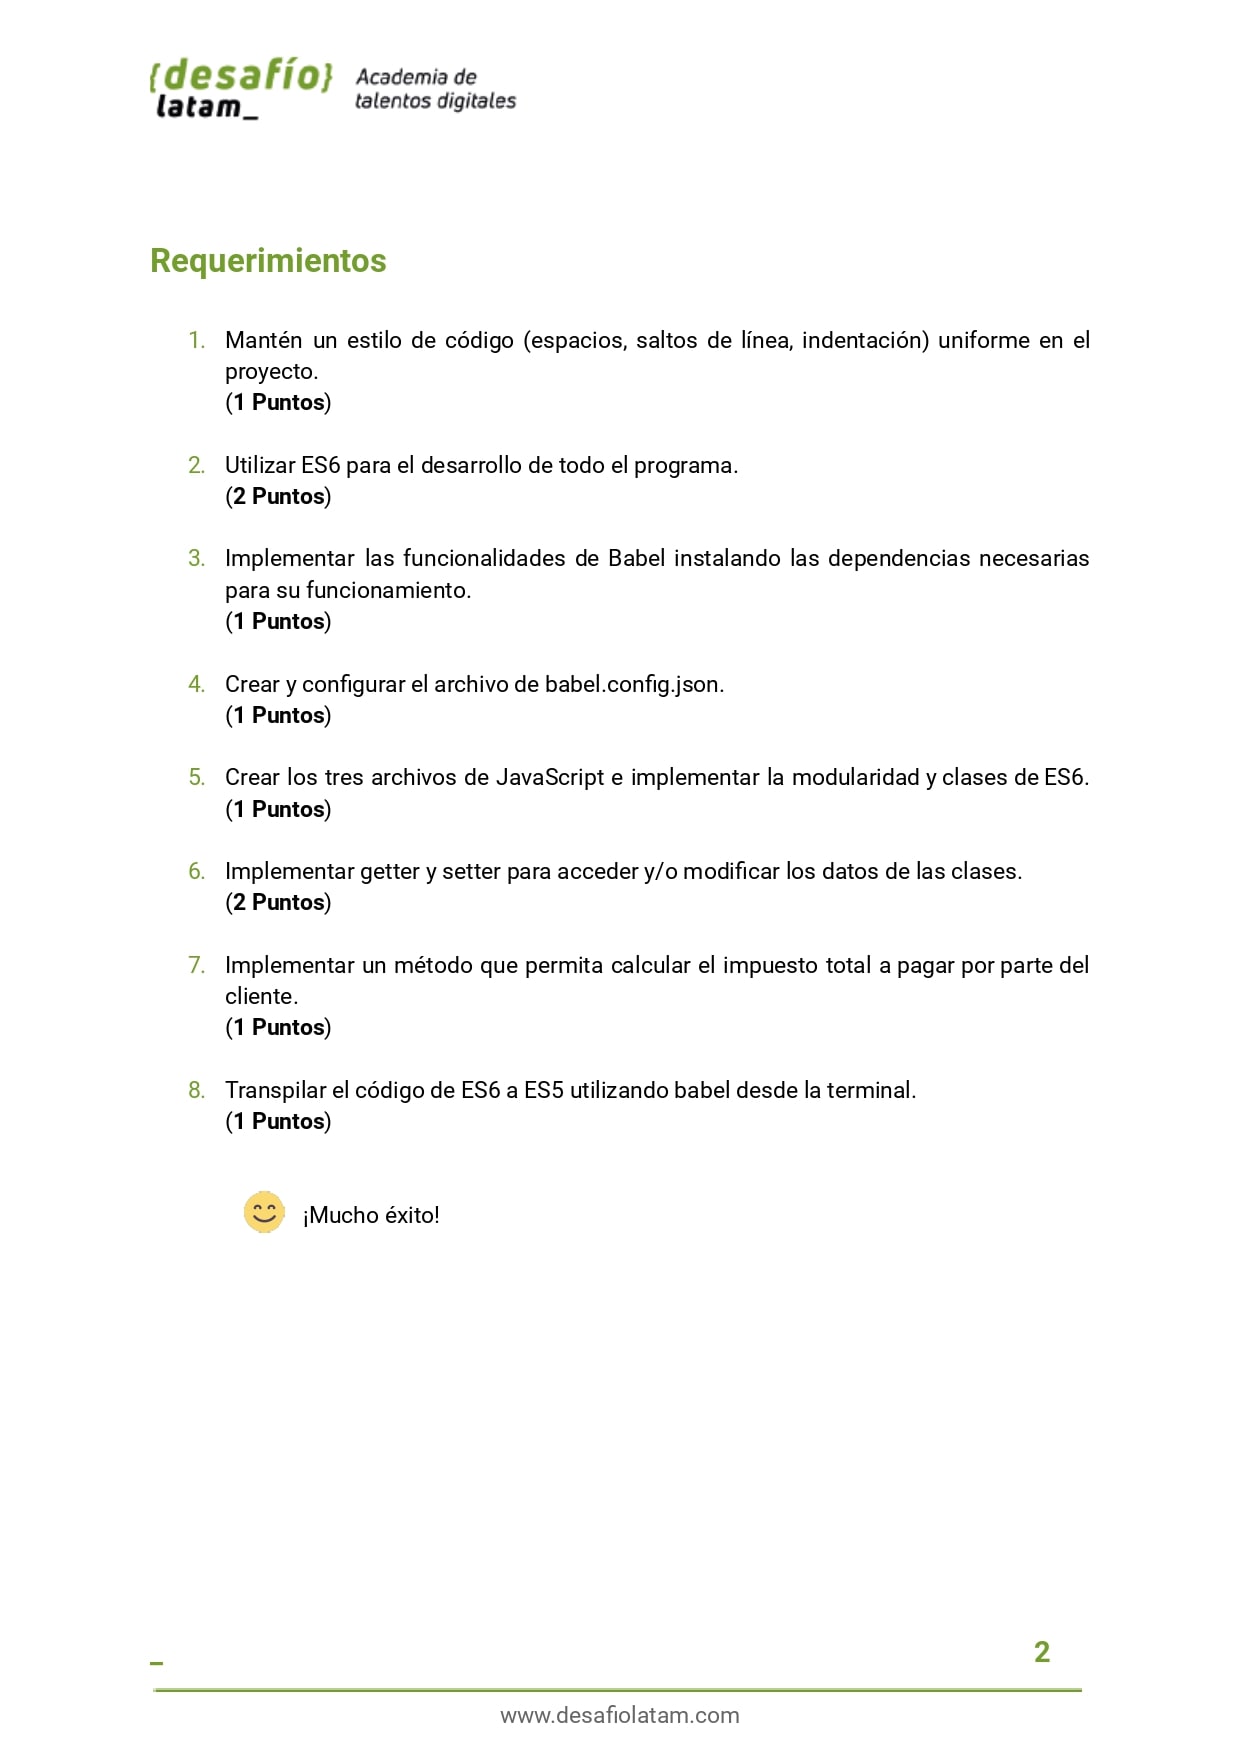 {desafío}
latam_
Academia de
talentos digitales
Requerimientos
1. Mantén un estilo de código (espacios, saltos de línea, indentación) uniforme en el
proyecto.
(1 Puntos)
2. Utilizar ES6 para el desarrollo de todo el programa.
(2 Puntos)
3. Implementar las funcionalidades de Babel instalando las dependencias necesarias
para su funcionamiento.
(1 Puntos)
4. Crear y configurar el archivo de babel.config.json.
(1 Puntos)
5. Crear los tres archivos de JavaScript e implementar la modularidad y clases de ES6.
(1 Puntos)
6. Implementar getter y setter para acceder y/o modificar los datos de las clases.
(2 Puntos)
7. Implementar un método que permita calcular el impuesto total a pagar por parte del
cliente.
(1 Puntos)
8. Transpilar el código de ES6 a ES5 utilizando babel desde la terminal.
(1 Puntos)
¡Mucho éxito!
_ 2
www.desafiolatam.com